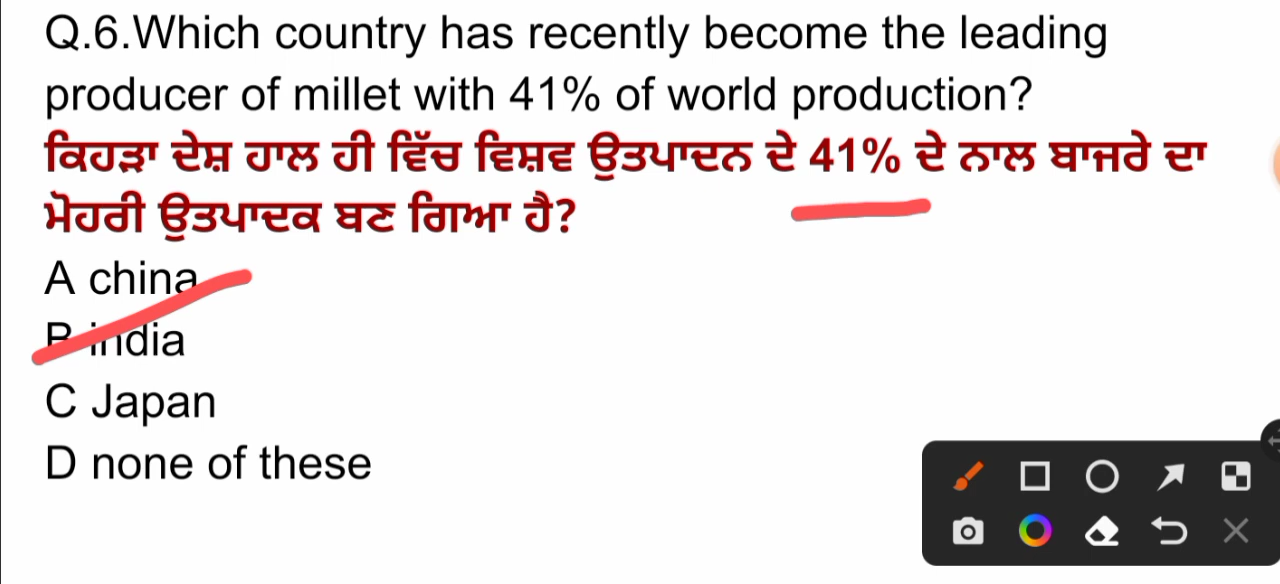 Q.6.Which country has recently become the leading
producer of millet with 41% of world production?
ਕਿਹੜਾ ਦੇਸ਼ ਹਾਲ ਹੀ ਵਿੱਚ ਵਿਸ਼ਵ ਉਤਪਾਦਨ ਦੇ 41% ਦੇ ਨਾਲ ਬਾਜਰੇ ਦਾ
ਮੋਹਰੀ ਉਤਪਾਦਕ ਬਣ ਗਿਆ ਹੈ?
A china
B india
C Japan
D none of these